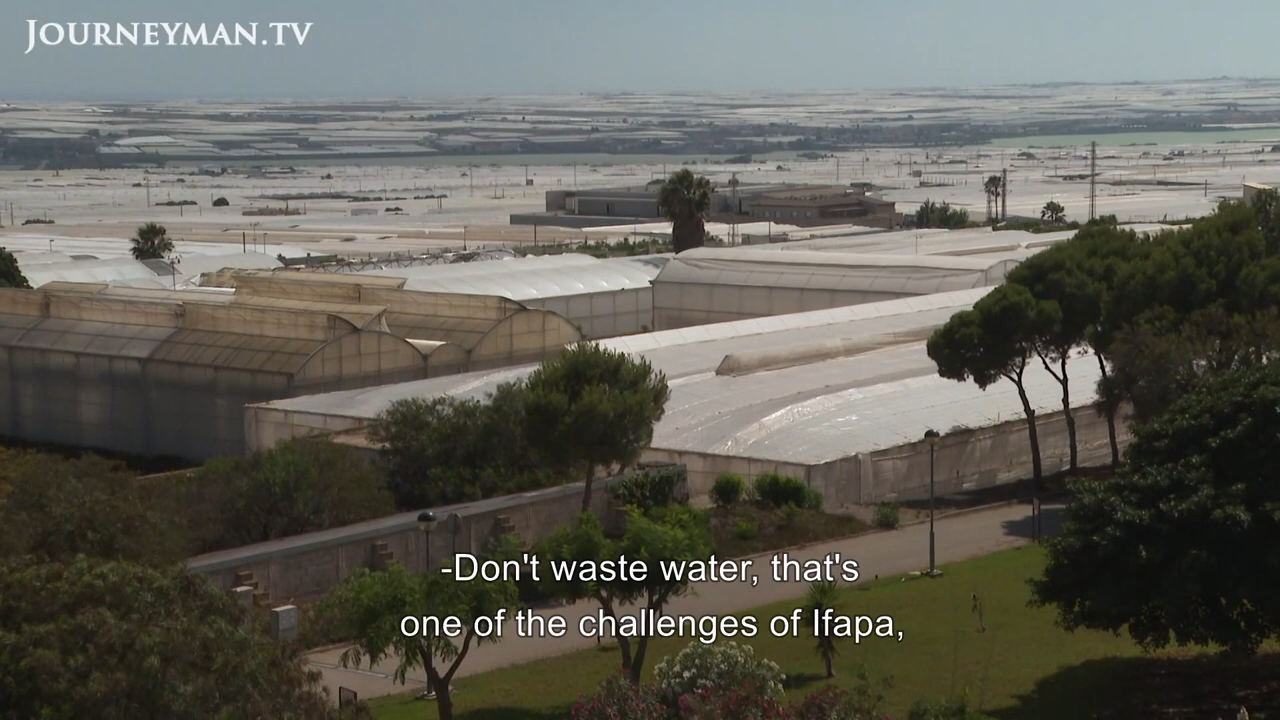 JOURNEYMAN.TV
-Don't waste water, that's
one of the challenges of Ifapa,